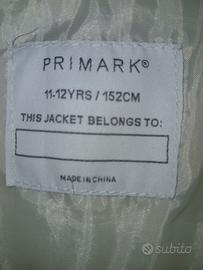 PRIMARK®
11-12YRS / 152CM
THIS JACKET BELONGS TO:
MADE IN CHINA
subito